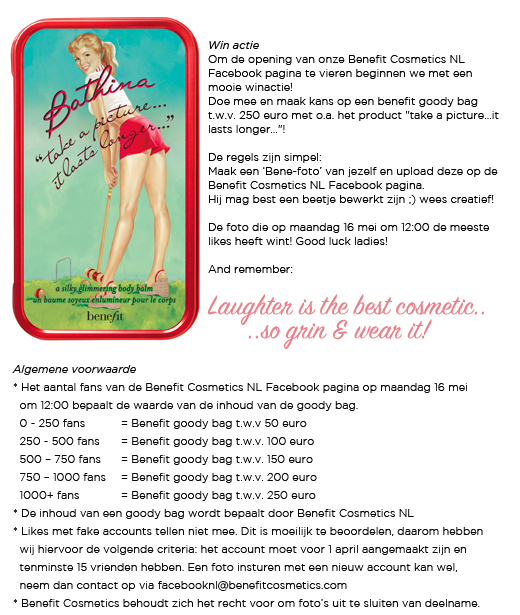 Bathina
"take a picture...
it lasts longer..."
a silky glimmering body balm
un baume soyeux enlumineur pour le corps
benefit
Win actie
Om de opening van onze Benefit Cosmetics NL
Facebook pagina te vieren beginnen we met een
mooie winactie!
Doe mee en maak kans op een benefit goody bag
t.w.v. 250 euro met o.a. het product "take a picture...it
lasts longer..."!
De regels zijn simpel:
Maak een 'Bene-foto' van jezelf en upload deze op de
Benefit Cosmetics NL Facebook pagina.
Hij mag best een beetje bewerkt zijn ;) wees creatief!
De foto die op maandag 16 mei om 12:00 de meeste
likes heeft wint! Good luck ladies!
And remember:
Laughter is the best cosmetic..
..so grin & wear it!
Algemene voorwaarde
* Het aantal fans van de Benefit Cosmetics NL Facebook pagina op maandag 16 mei
om 12:00 bepaalt de waarde van de inhoud van de goody bag.
0 - 250 fans = Benefit goody bag t.w.v 50 euro
250 - 500 fans = Benefit goody bag t.w.v. 100 euro
500 – 750 fans = Benefit goody bag t.w.v. 150 euro
750 – 1000 fans = Benefit goody bag t.w.v. 200 euro
1000+ fans = Benefit goody bag t.w.v. 250 euro
* De inhoud van een goody bag wordt bepaalt door Benefit Cosmetics NL
* Likes met fake accounts tellen niet mee. Dit is moeilijk te beoordelen, daarom hebben
wij hiervoor de volgende criteria: het account moet voor 1 april aangemaakt zijn en
tenminste 15 vrienden hebben. Een foto insturen met een nieuw account kan wel,
neem dan contact op via facebooknl@benefitcosmetics.com
* Benefit Cosmetics behoudt zich het recht voor om foto's uit te sluiten van deelname.